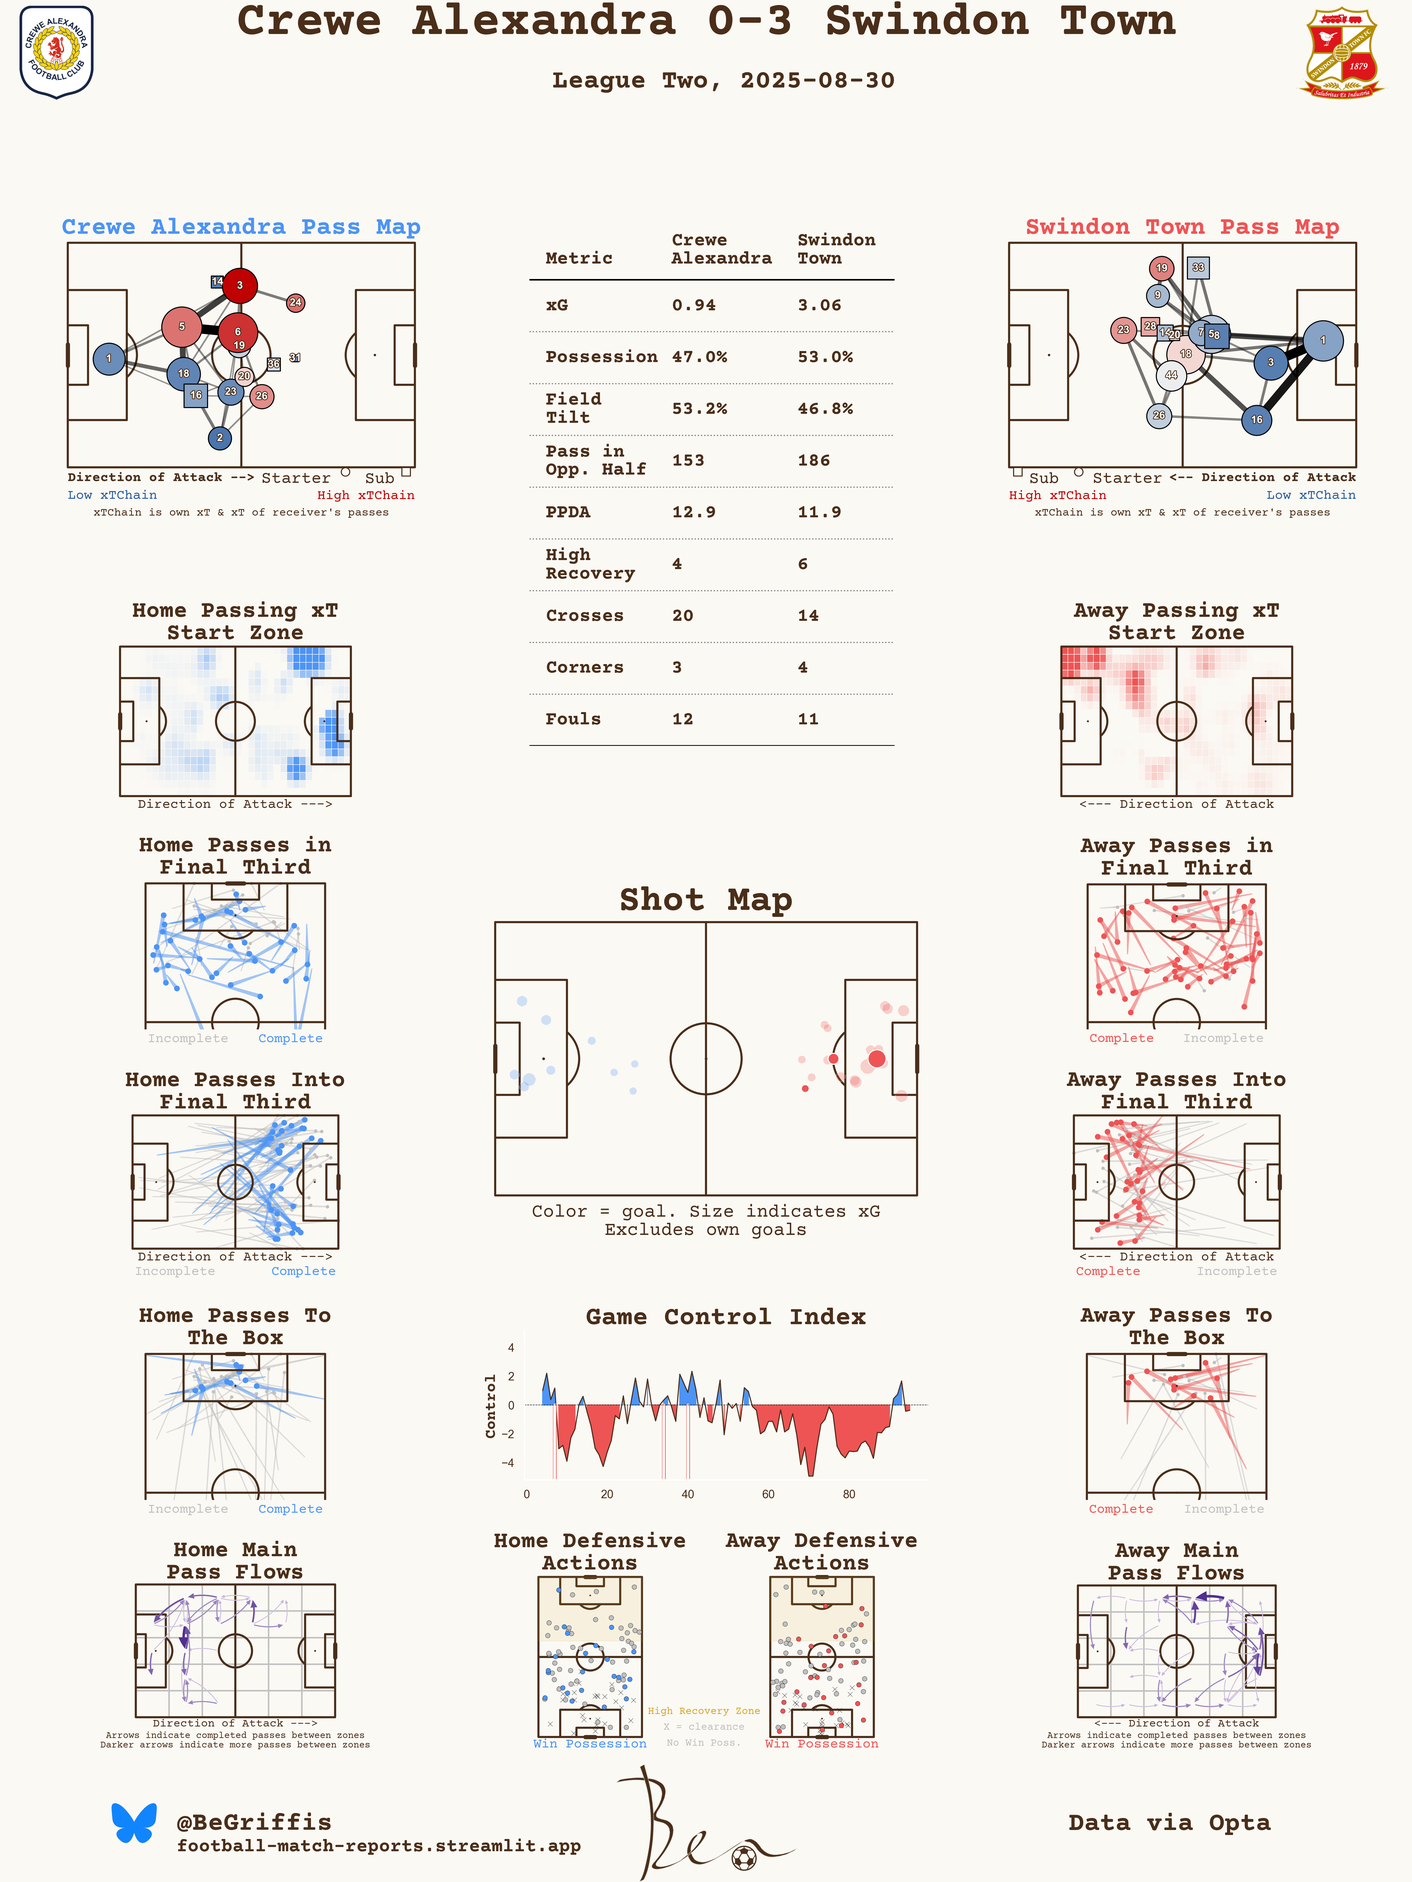 Crewe Alexandra 0-3 Swindon Town
League Two, 2025-08-30
CREWE ALEXANDRA
FOOTBALL CLUB
SWINDON TOWN FC
1879
Salubritas Et Industria
Crewe Alexandra Pass Map
14
3
24
5
6
19
1
18
36
31
20
16
23
26
2
Direction of Attack --> Starter Sub
Low xTChain High xTChain
xTChain is own xT & xT of receiver's passes
Metric Crewe Alexandra Swindon Town
xG 0.94 3.06
Possession 47.0% 53.0%
Field Tilt 53.2% 46.8%
Pass in Opp. Half 153 186
PPDA 12.9 11.9
High Recovery 4 6
Crosses 20 14
Corners 3 4
Fouls 12 11
Swindon Town Pass Map
19
33
9
23
28
14
20
7
5
8
1
18
3
44
26
16
Sub Starter <-- Direction of Attack
High xTChain Low xTChain
xTChain is own xT & xT of receiver's passes
Home Passing xT
Start Zone
Direction of Attack --->
Away Passing xT
Start Zone
<--- Direction of Attack
Home Passes in
Final Third
Incomplete Complete
Away Passes in
Final Third
Complete Incomplete
Shot Map
Color = goal. Size indicates xG
Excludes own goals
Home Passes Into
Final Third
Direction of Attack --->
Incomplete Complete
Away Passes Into
Final Third
<--- Direction of Attack
Complete Incomplete
Home Passes To
The Box
Incomplete Complete
Game Control Index
Control
4
2
0
−2
−4
0 20 40 60 80
Away Passes To
The Box
Complete Incomplete
Home Main
Pass Flows
Direction of Attack --->
Arrows indicate completed passes between zones
Darker arrows indicate more passes between zones
Home Defensive
Actions
Win Possession
High Recovery Zone
X = clearance
No Win Poss.
Away Defensive
Actions
Win Possession
Away Main
Pass Flows
<--- Direction of Attack
Arrows indicate completed passes between zones
Darker arrows indicate more passes between zones
@BeGriffis
football-match-reports.streamlit.app
Ben
Data via Opta